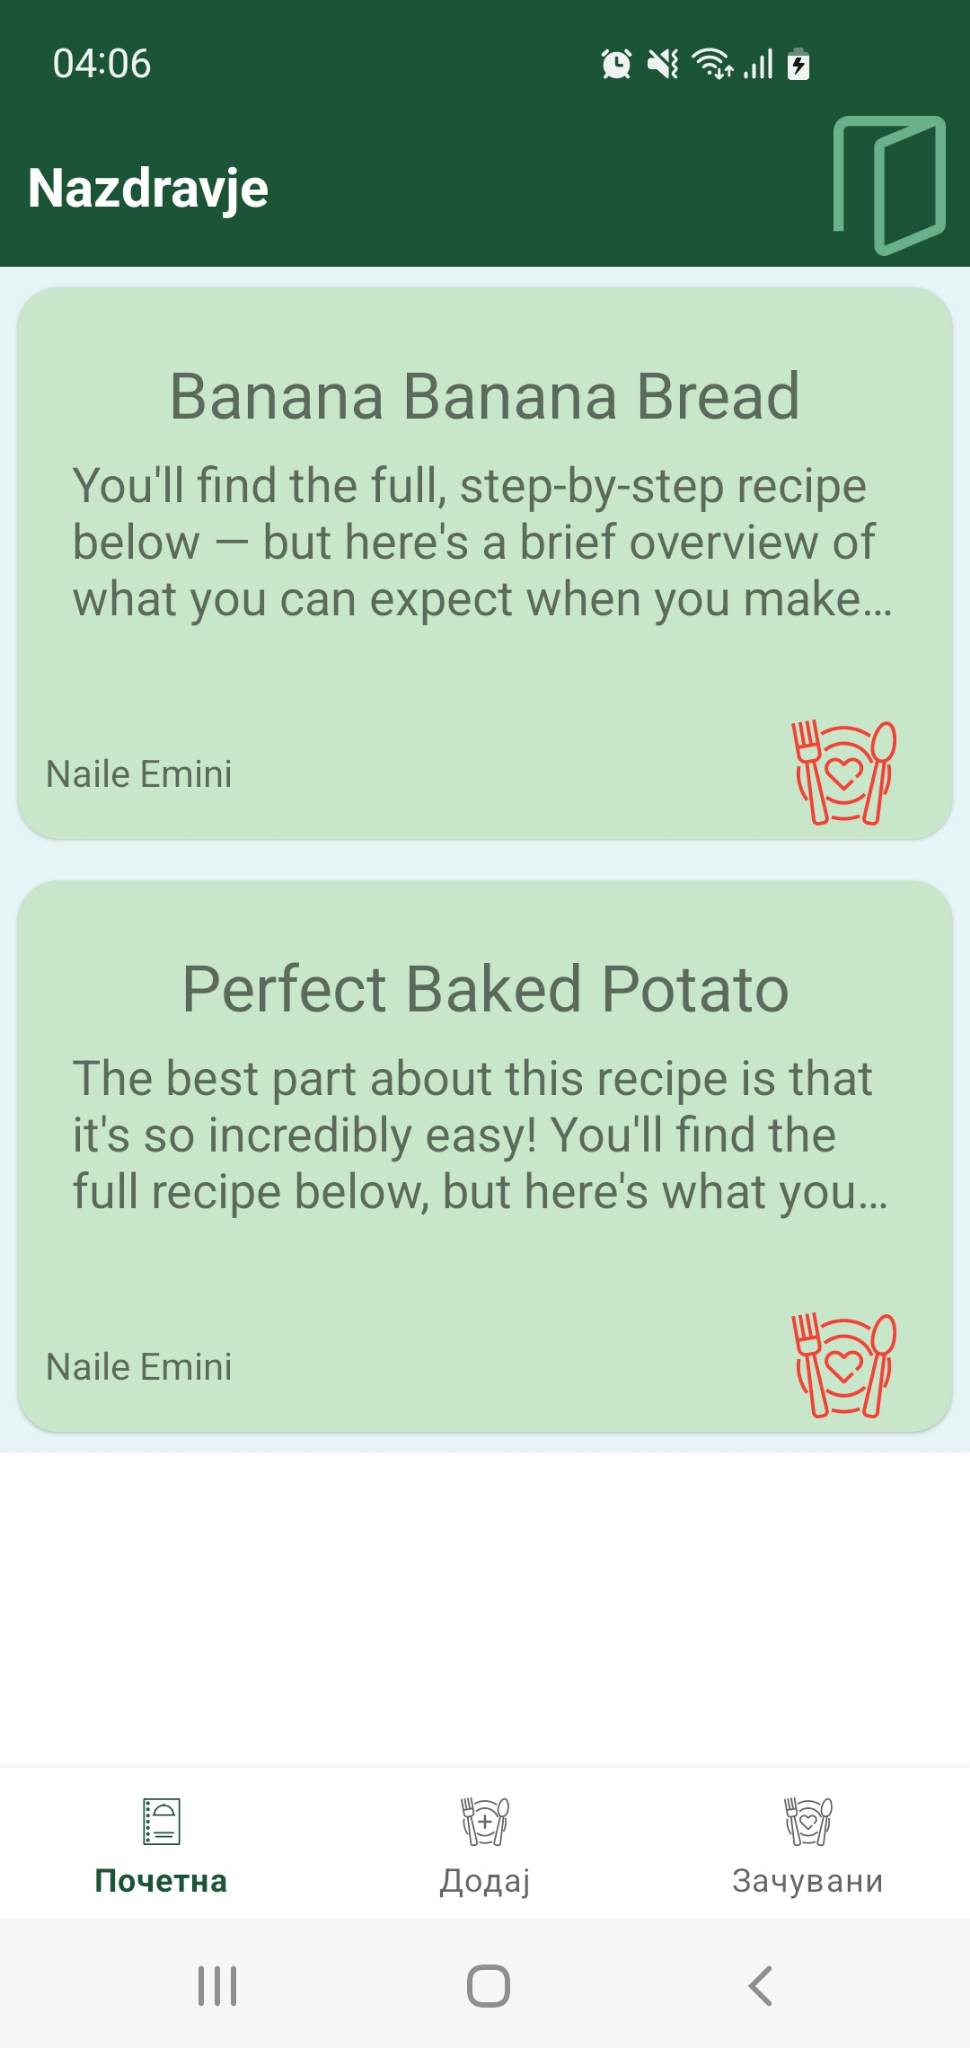 04:06
Nazdravje
Banana Banana Bread
You'll find the full, step-by-step recipe
below — but here's a brief overview of
what you can expect when you make...
Naile Emini
Perfect Baked Potato
The best part about this recipe is that
it's so incredibly easy! You'll find the
full recipe below, but here's what you...
Naile Emini
Почетна
Додај
Зачувани